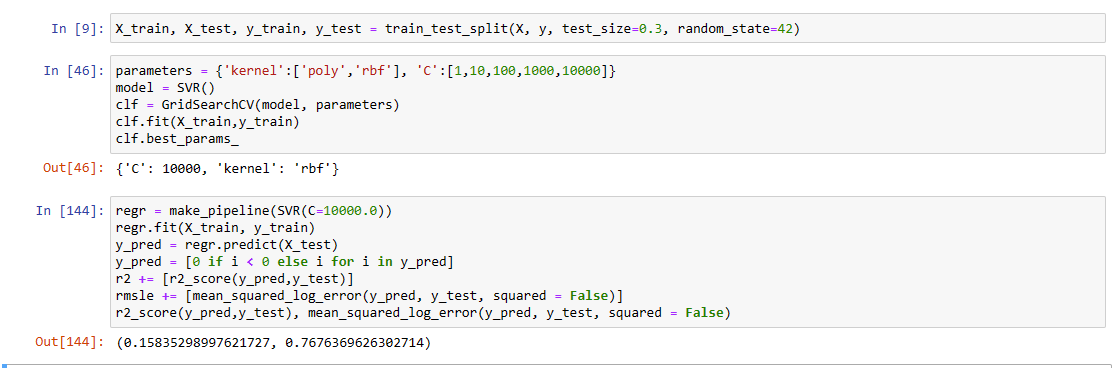 In [9]: X_train, X_test, y_train, y_test = train_test_split(X, y, test_size=0.3, random_state=42)
In [46]: parameters = {'kernel':['poly','rbf'], 'C':[1,10,100,1000,10000]}
model = SVR()
clf = GridSearchCV(model, parameters)
clf.fit(X_train,y_train)
clf.best_params_
Out[46]: {'C': 10000, 'kernel': 'rbf'}
In [144]: regr = make_pipeline(SVR(C=10000.0))
regr.fit(X_train, y_train)
y_pred = regr.predict(X_test)
y_pred = [0 if i < 0 else i for i in y_pred]
r2 += [r2_score(y_pred,y_test)]
rmsle += [mean_squared_log_error(y_pred, y_test, squared = False)]
r2_score(y_pred,y_test), mean_squared_log_error(y_pred, y_test, squared = False)
Out[144]: (0.15835298997621727, 0.7676369626302714)